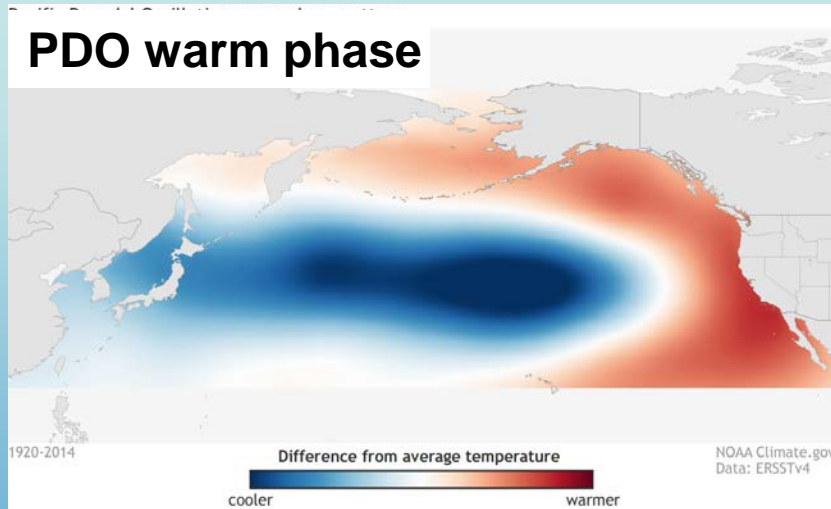 PDO warm phase
1920-2014
Difference from average temperature
NOAA Climate.gov
Data: ERSSTv4
cooler
warmer